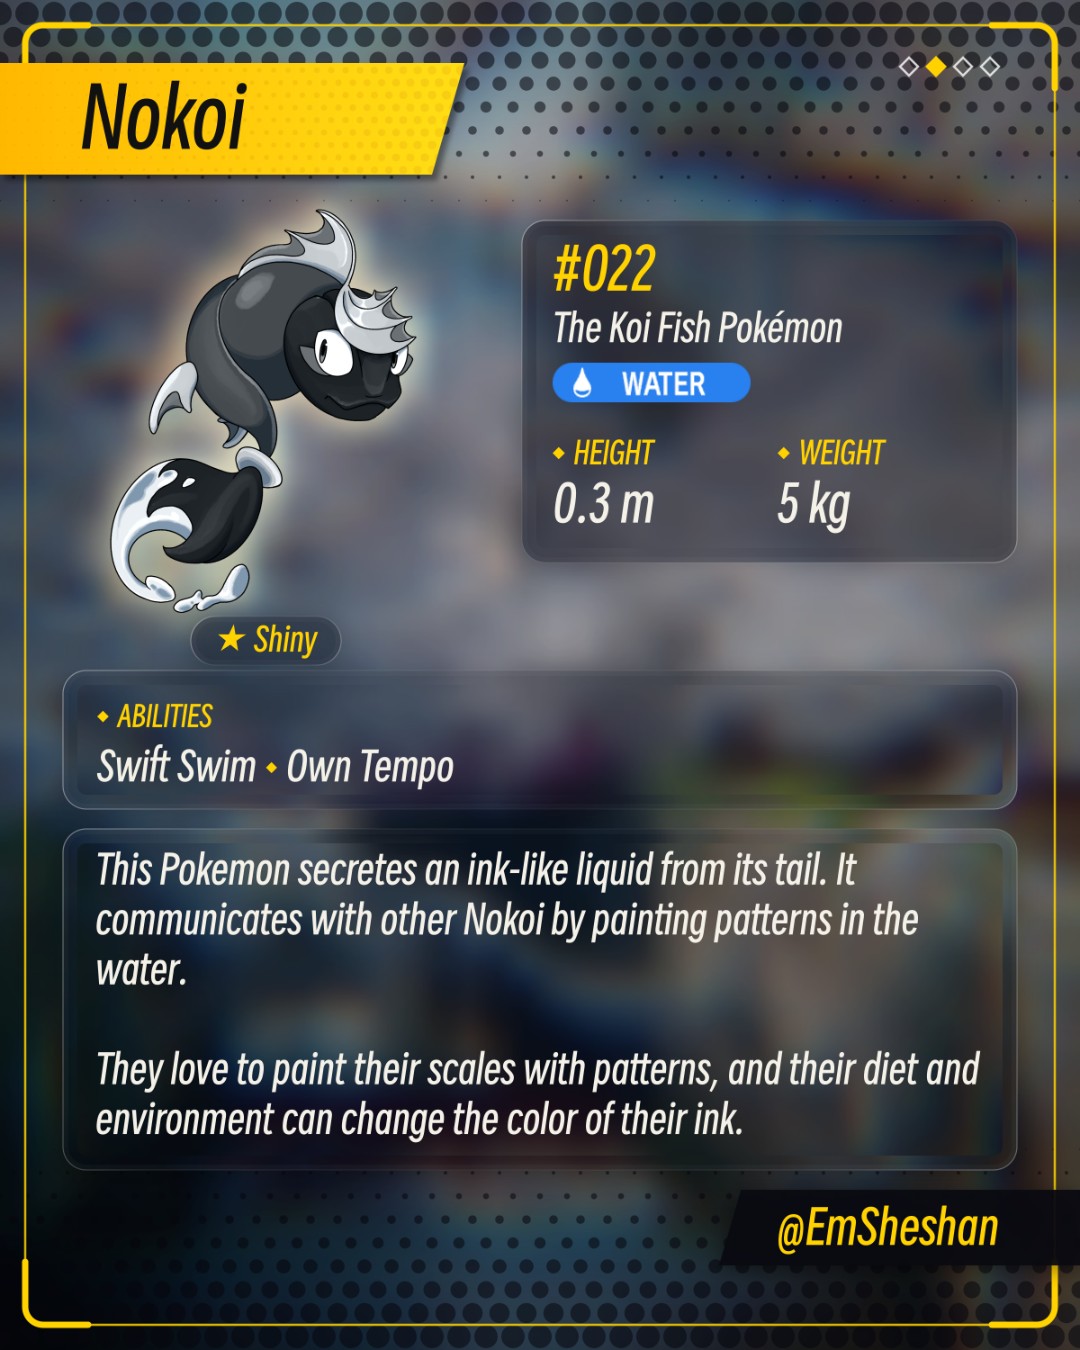 Nokoi
#022
The Koi Fish Pokémon
WATER
HEIGHT WEIGHT
0.3 m 5 kg
★ Shiny
ABILITIES
Swift Swim • Own Tempo
This Pokemon secretes an ink-like liquid from its tail. It
communicates with other Nokoi by painting patterns in the
water.
They love to paint their scales with patterns, and their diet and
environment can change the color of their ink.
@EmSheshan